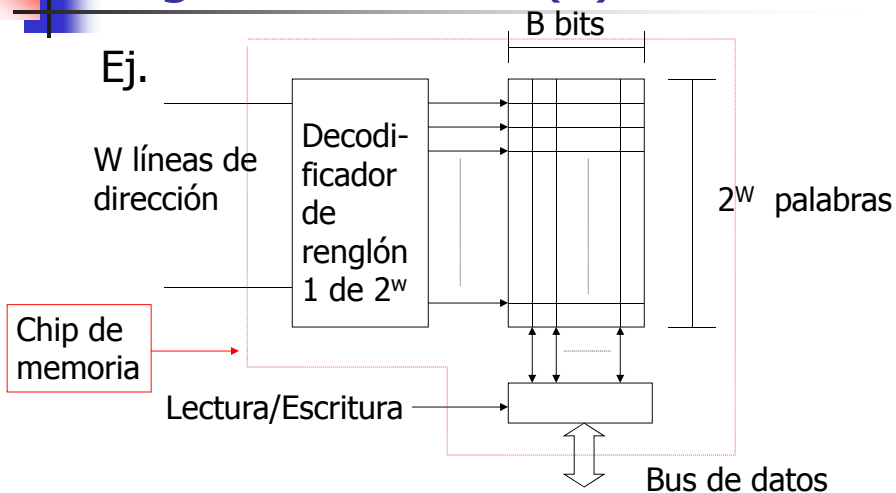 B bits
Ej.
W líneas de
dirección
Decodi-
ficador
de
renglón
1 de 2ᵂ
2ᵂ palabras
Chip de
memoria
Lectura/Escritura
Bus de datos